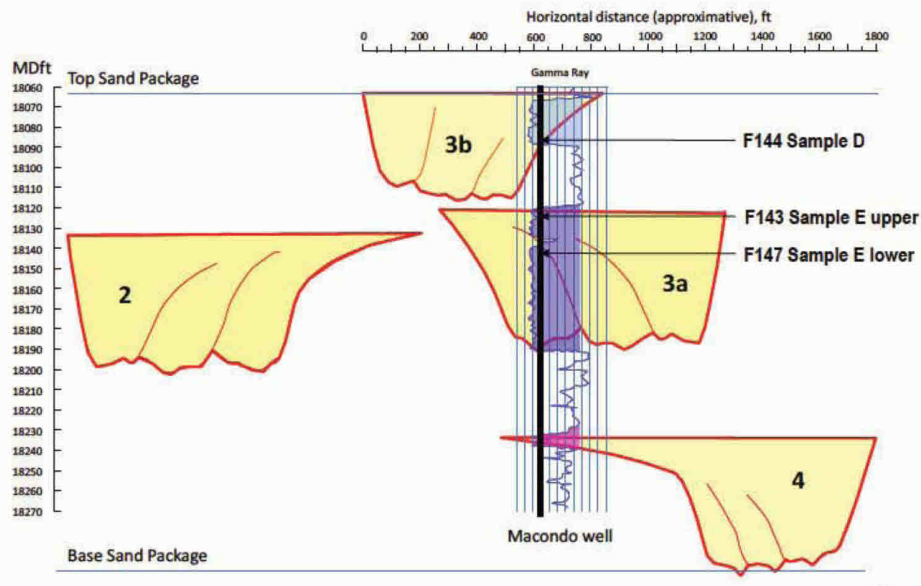 Horizontal distance (approximative), ft
0 200 400 600 800 1000 1200 1400 1600 1800
MDft
Gamma Ray
Top Sand Package
18060
18070
18080
18090
18100
18110
18120
18130
18140
18150
18160
18170
18180
18190
18200
18210
18220
18230
18240
18250
18260
18270
3b
F144 Sample D
F143 Sample E upper
F147 Sample E lower
2
3a
4
Macondo well
Base Sand Package